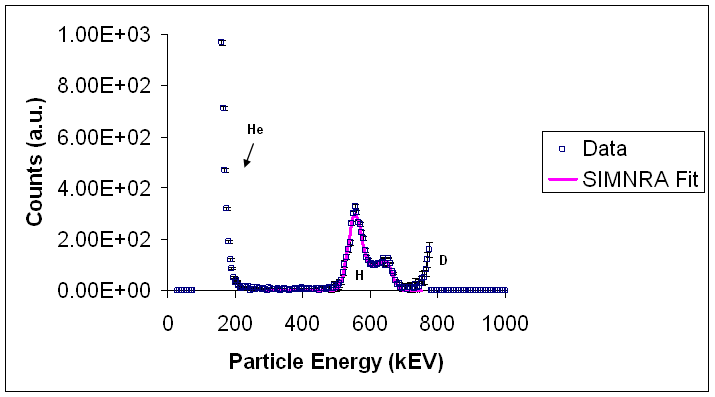 1.00E+03
8.00E+02
6.00E+02
4.00E+02
2.00E+02
0.00E+00
Counts (a.u.)
He
H
D
0 200 400 600 800 1000
Particle Energy (kEV)
Data
SIMNRA Fit